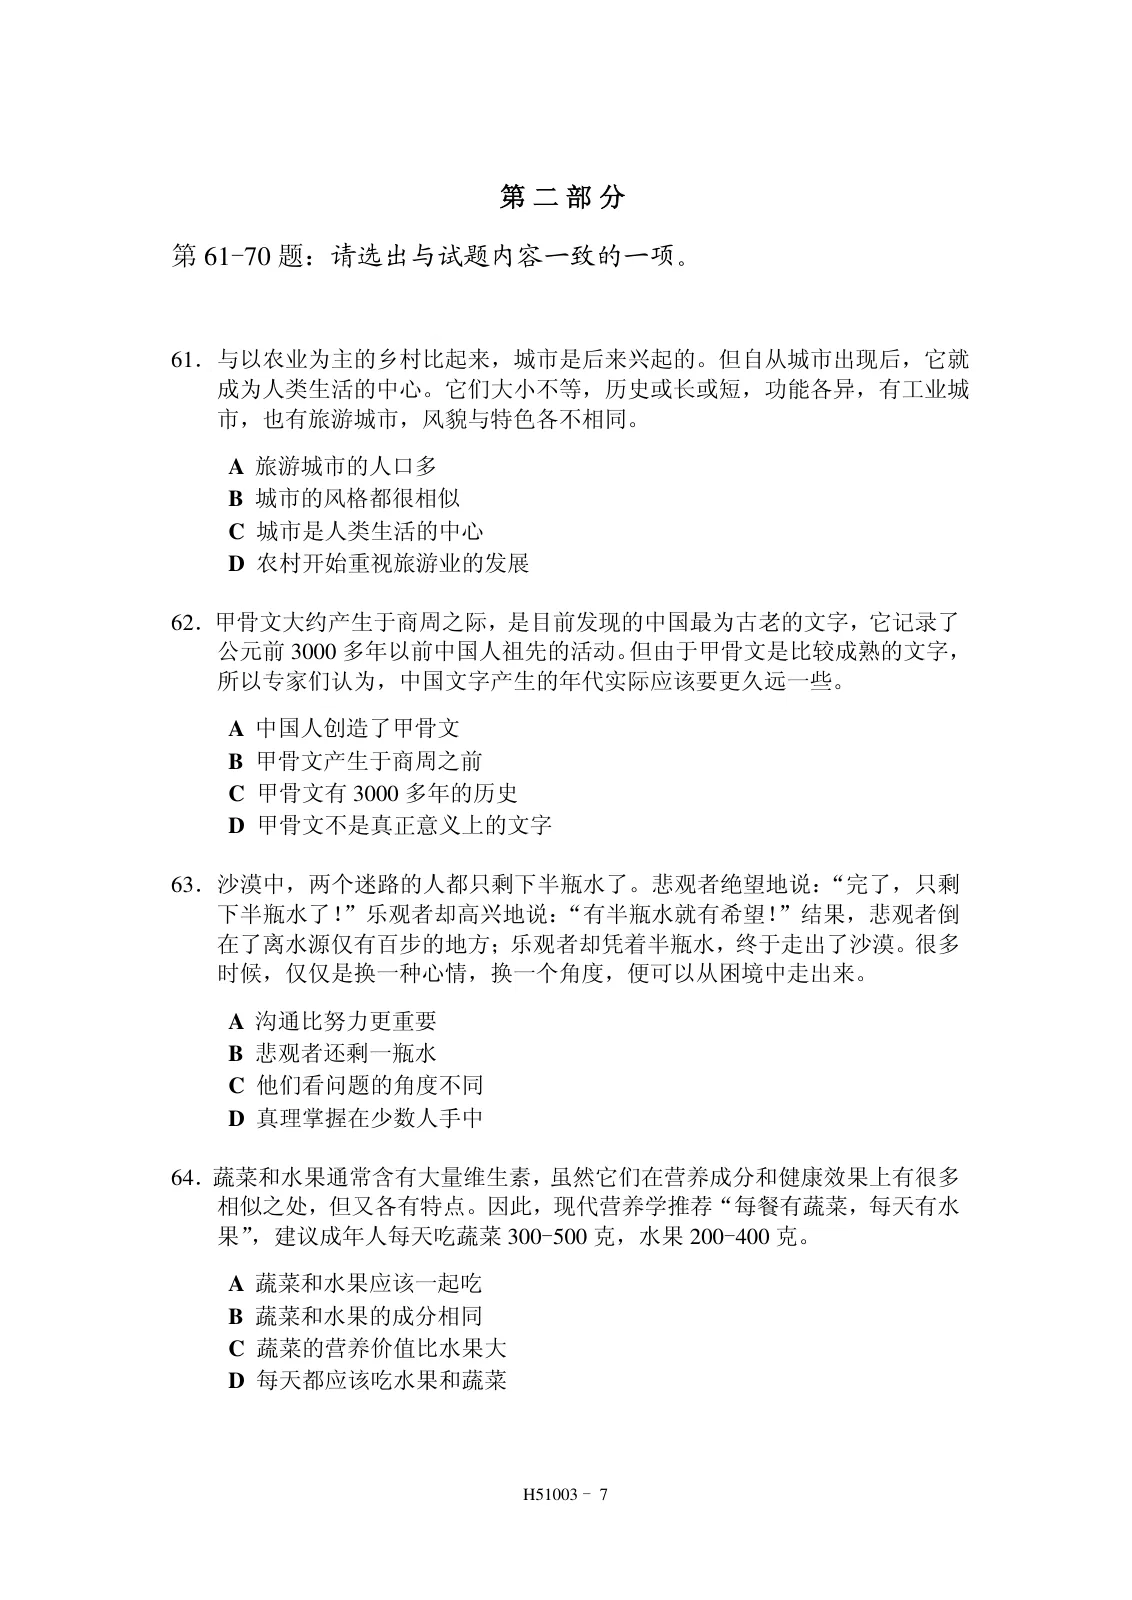 第二部分
第 61-70 题：请选出与试题内容一致的一项。
61．与以农业为主的乡村比起来，城市是后来兴起的。但自从城市出现后，它就
成为人类生活的中心。它们大小不等，历史或长或短，功能各异，有工业城
市，也有旅游城市，风貌与特色各不相同。
A 旅游城市的人口多
B 城市的风格都很相似
C 城市是人类生活的中心
D 农村开始重视旅游业的发展
62．甲骨文大约产生于商周之际，是目前发现的中国最为古老的文字，它记录了
公元前 3000 多年以前中国人祖先的活动。但由于甲骨文是比较成熟的文字，
所以专家们认为，中国文字产生的年代实际应该要更久远一些。
A 中国人创造了甲骨文
B 甲骨文产生于商周之前
C 甲骨文有 3000 多年的历史
D 甲骨文不是真正意义上的文字
63．沙漠中，两个迷路的人都只剩下半瓶水了。悲观者绝望地说：“完了，只剩
下半瓶水了！”乐观者却高兴地说：“有半瓶水就有希望！”结果，悲观者倒
在了离水源仅有百步的地方；乐观者却凭着半瓶水，终于走出了沙漠。很多
时候，仅仅是换一种心情，换一个角度，便可以从困境中走出来。
A 沟通比努力更重要
B 悲观者还剩一瓶水
C 他们看问题的角度不同
D 真理掌握在少数人手中
64．蔬菜和水果通常含有大量维生素，虽然它们在营养成分和健康效果上有很多
相似之处，但又各有特点。因此，现代营养学推荐“每餐有蔬菜，每天有水
果”，建议成年人每天吃蔬菜 300-500 克，水果 200-400 克。
A 蔬菜和水果应该一起吃
B 蔬菜和水果的成分相同
C 蔬菜的营养价值比水果大
D 每天都应该吃水果和蔬菜
H51003 - 7